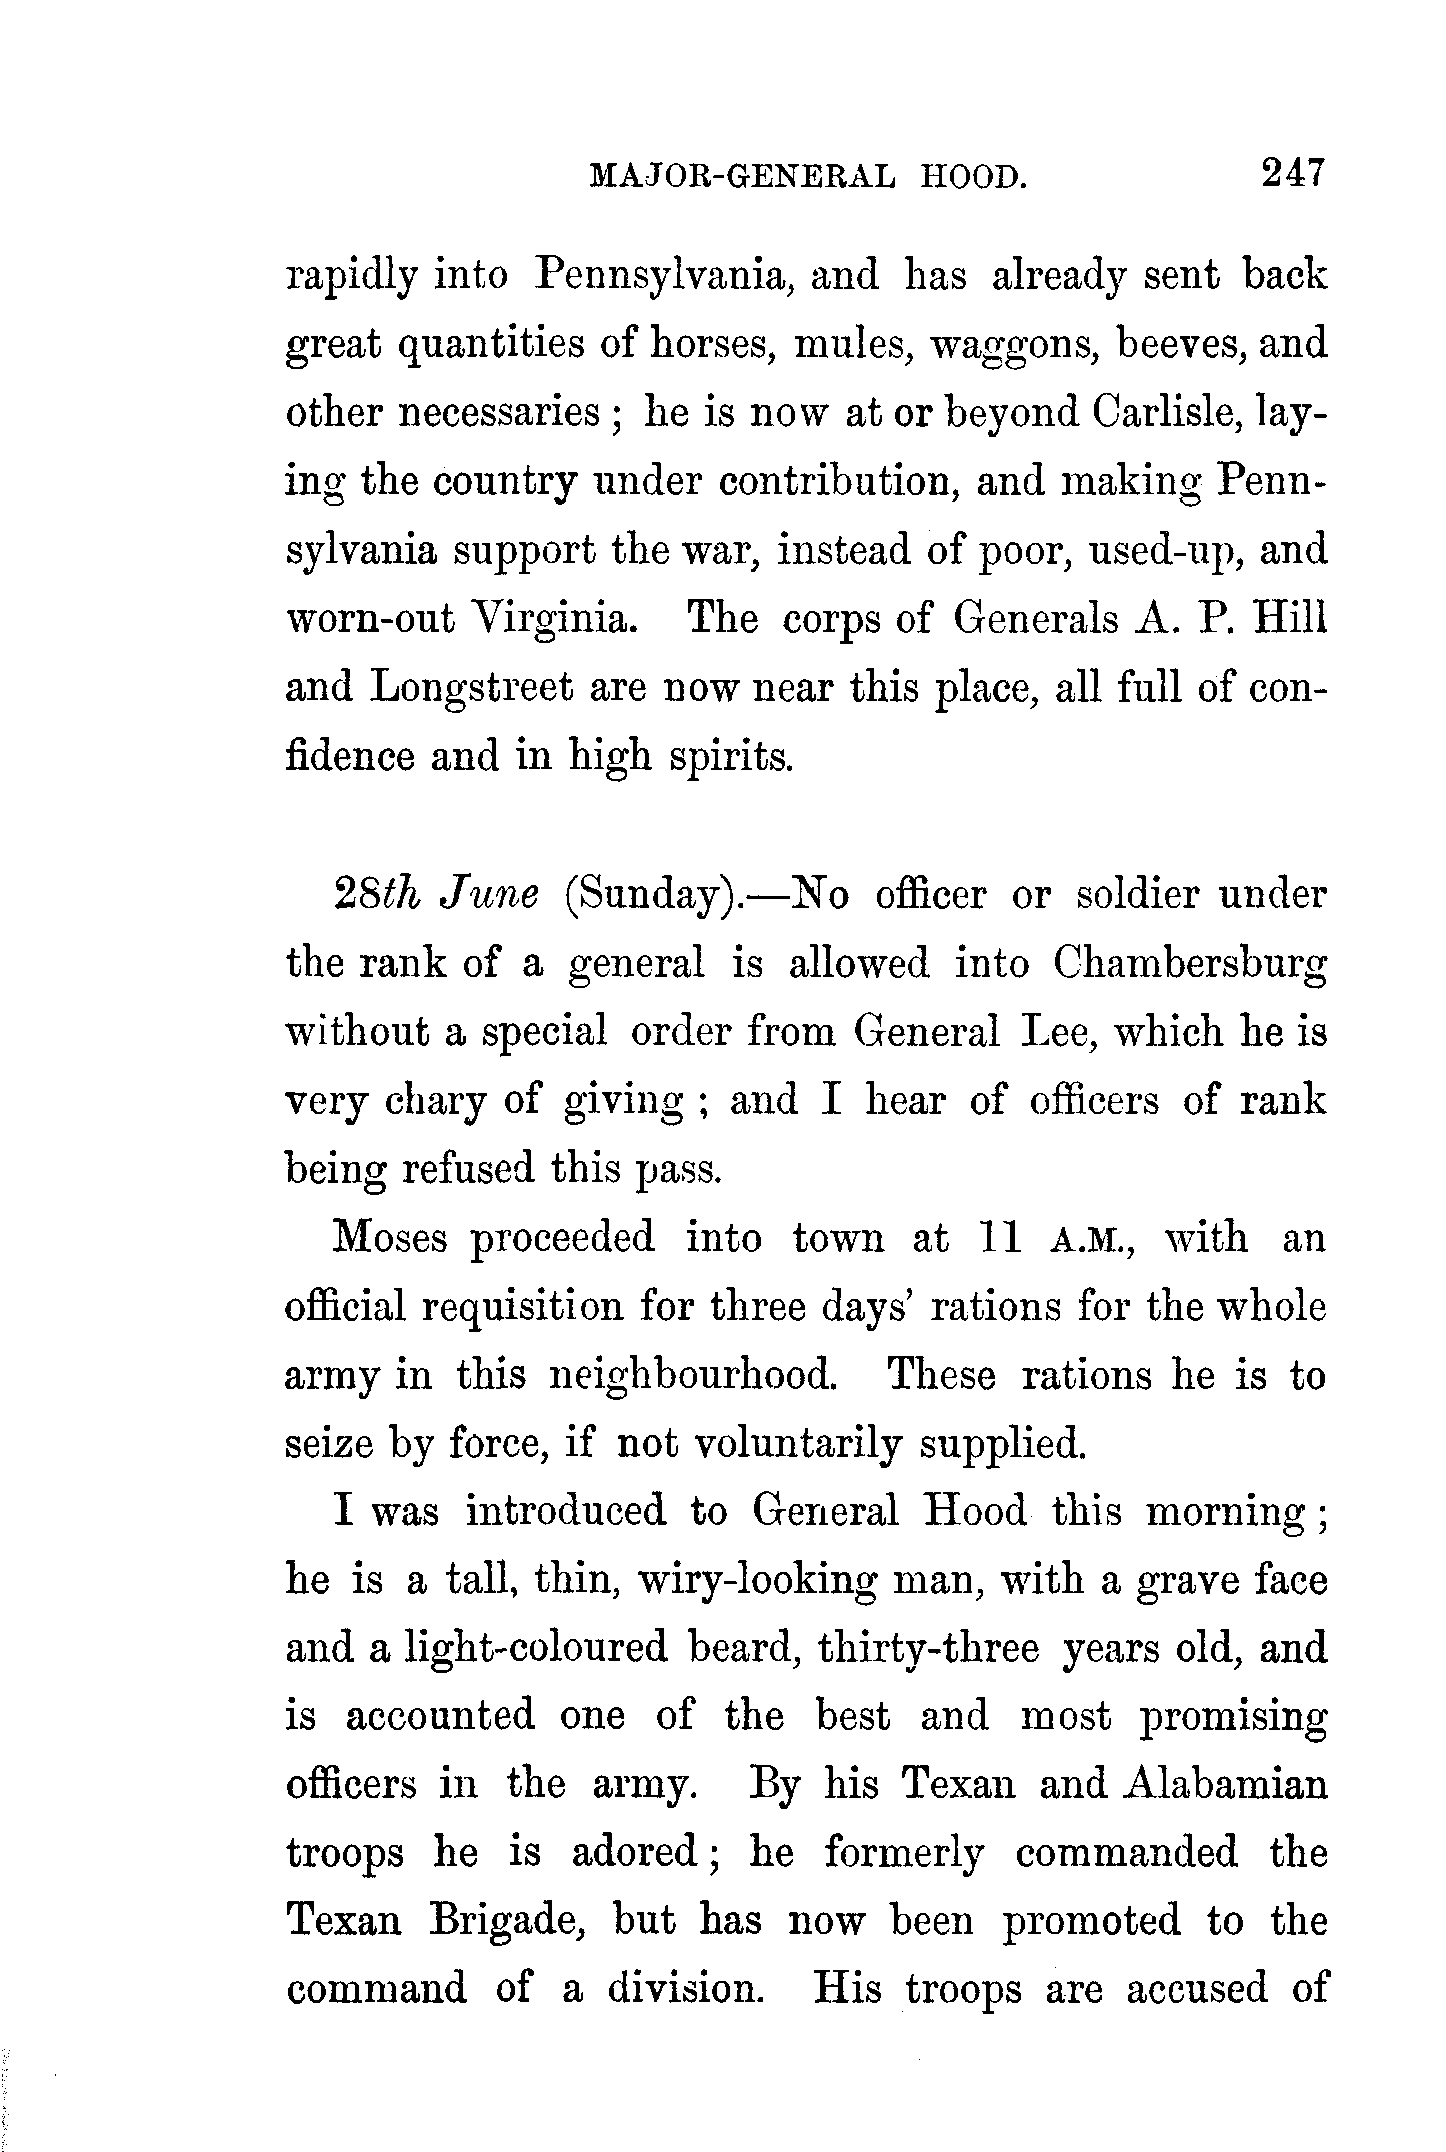 MAJOR-GENERAL HOOD. 247
rapidly into Pennsylvania, and has already sent back
great quantities of horses, mules, waggons, beeves, and
other necessaries ; he is now at or beyond Carlisle, lay-
ing the country under contribution, and making Penn-
sylvania support the war, instead of poor, used-up, and
worn-out Virginia. The corps of Generals A. P. Hill
and Longstreet are now near this place, all full of con-
fidence and in high spirits.
28th June (Sunday).—No officer or soldier under
the rank of a general is allowed into Chambersburg
without a special order from General Lee, which he is
very chary of giving ; and I hear of officers of rank
being refused this pass.
Moses proceeded into town at 11 A.M., with an
official requisition for three days' rations for the whole
army in this neighbourhood. These rations he is to
seize by force, if not voluntarily supplied.
I was introduced to General Hood this morning ;
he is a tall, thin, wiry-looking man, with a grave face
and a light-coloured beard, thirty-three years old, and
is accounted one of the best and most promising
officers in the army. By his Texan and Alabamian
troops he is adored ; he formerly commanded the
Texan Brigade, but has now been promoted to the
command of a division. His troops are accused of